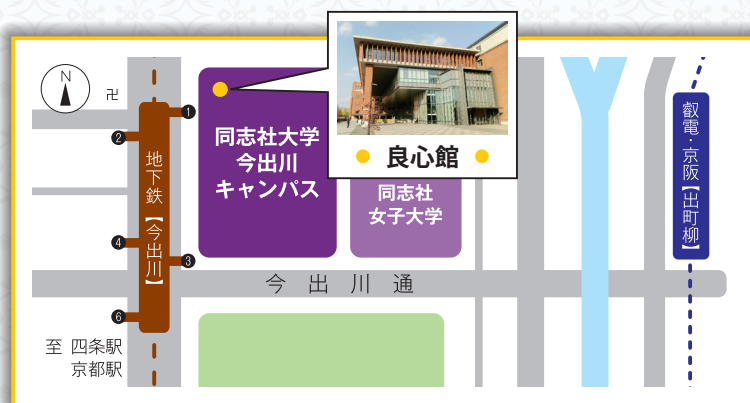 N
卍
1
2
4
3
6
地下鉄【今出川】
同志社大学
今出川
キャンパス
● 良心館 ●
同志社
女子大学
叡電・京阪【出町柳】
今出川通
至 四条駅
京都駅